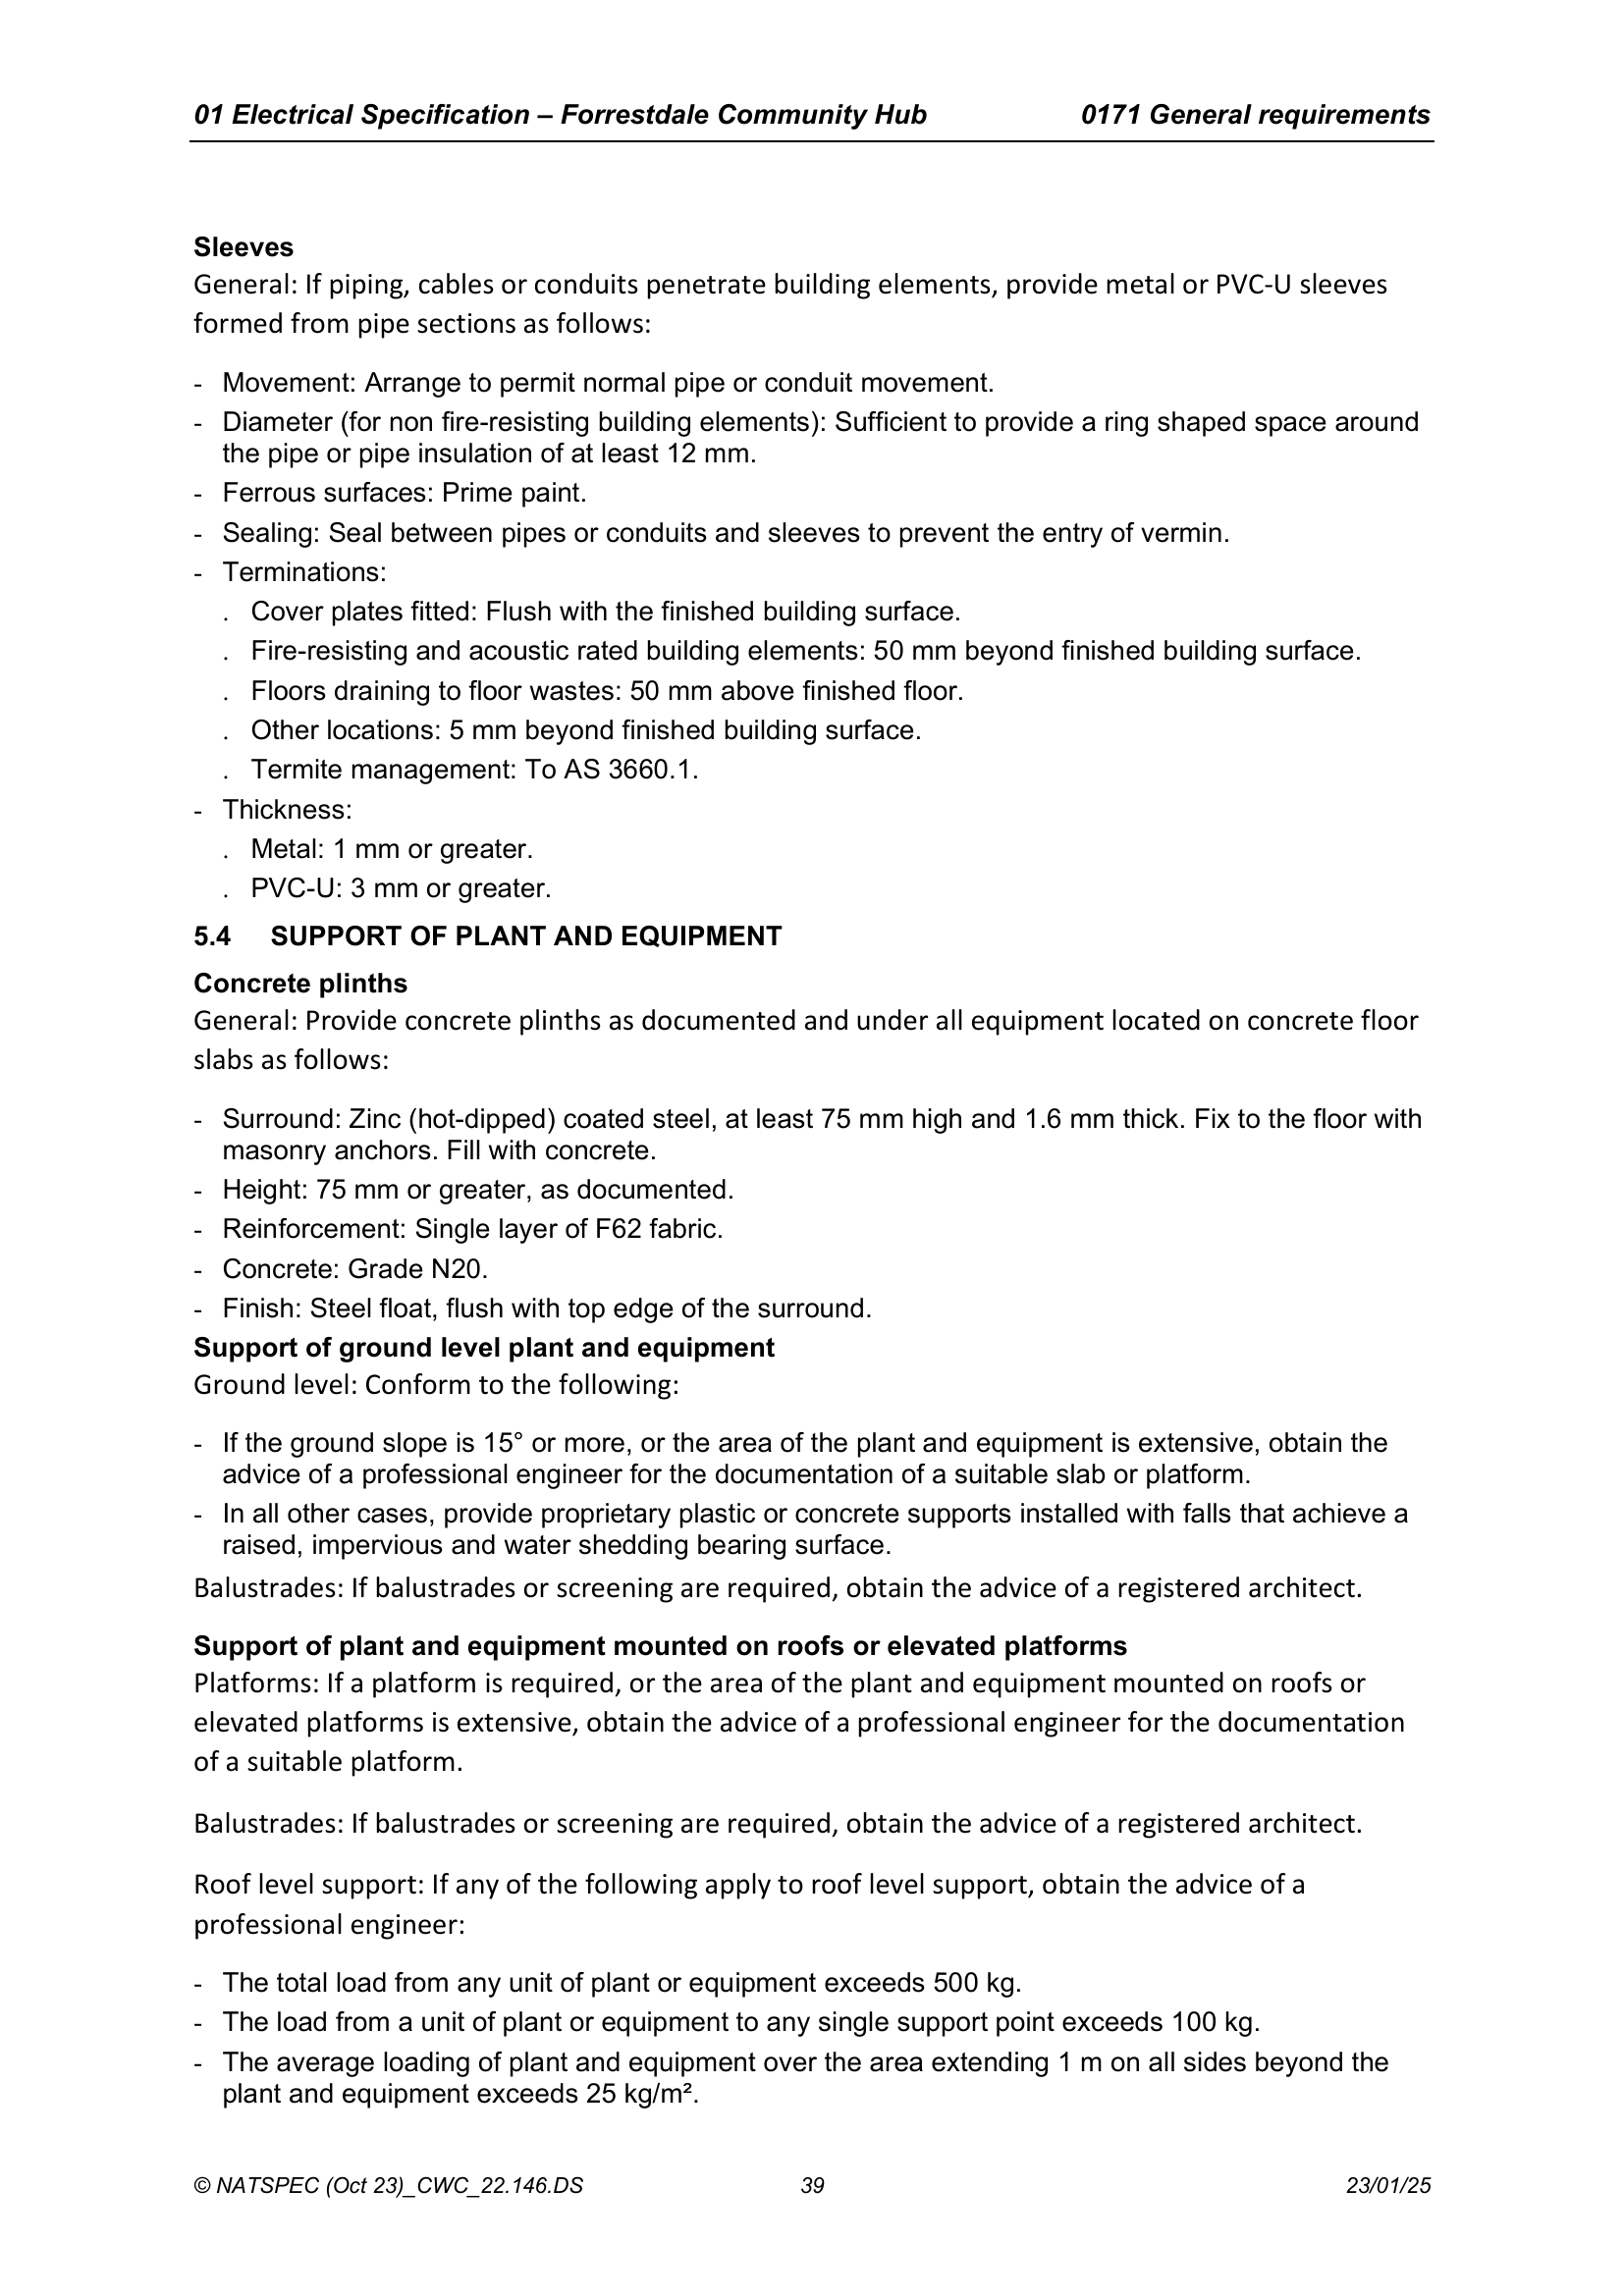 01 Electrical Specification – Forrestdale Community Hub 0171 General requirements
Sleeves
General: If piping, cables or conduits penetrate building elements, provide metal or PVC-U sleeves
formed from pipe sections as follows:
- Movement: Arrange to permit normal pipe or conduit movement.
- Diameter (for non fire-resisting building elements): Sufficient to provide a ring shaped space around
the pipe or pipe insulation of at least 12 mm.
- Ferrous surfaces: Prime paint.
- Sealing: Seal between pipes or conduits and sleeves to prevent the entry of vermin.
- Terminations:
. Cover plates fitted: Flush with the finished building surface.
. Fire-resisting and acoustic rated building elements: 50 mm beyond finished building surface.
. Floors draining to floor wastes: 50 mm above finished floor.
. Other locations: 5 mm beyond finished building surface.
. Termite management: To AS 3660.1.
- Thickness:
. Metal: 1 mm or greater.
. PVC-U: 3 mm or greater.
5.4 SUPPORT OF PLANT AND EQUIPMENT
Concrete plinths
General: Provide concrete plinths as documented and under all equipment located on concrete floor
slabs as follows:
- Surround: Zinc (hot-dipped) coated steel, at least 75 mm high and 1.6 mm thick. Fix to the floor with
masonry anchors. Fill with concrete.
- Height: 75 mm or greater, as documented.
- Reinforcement: Single layer of F62 fabric.
- Concrete: Grade N20.
- Finish: Steel float, flush with top edge of the surround.
Support of ground level plant and equipment
Ground level: Conform to the following:
- If the ground slope is 15° or more, or the area of the plant and equipment is extensive, obtain the
advice of a professional engineer for the documentation of a suitable slab or platform.
- In all other cases, provide proprietary plastic or concrete supports installed with falls that achieve a
raised, impervious and water shedding bearing surface.
Balustrades: If balustrades or screening are required, obtain the advice of a registered architect.
Support of plant and equipment mounted on roofs or elevated platforms
Platforms: If a platform is required, or the area of the plant and equipment mounted on roofs or
elevated platforms is extensive, obtain the advice of a professional engineer for the documentation
of a suitable platform.
Balustrades: If balustrades or screening are required, obtain the advice of a registered architect.
Roof level support: If any of the following apply to roof level support, obtain the advice of a
professional engineer:
- The total load from any unit of plant or equipment exceeds 500 kg.
- The load from a unit of plant or equipment to any single support point exceeds 100 kg.
- The average loading of plant and equipment over the area extending 1 m on all sides beyond the
plant and equipment exceeds 25 kg/m².
© NATSPEC (Oct 23)_CWC_22.146.DS 39 23/01/25